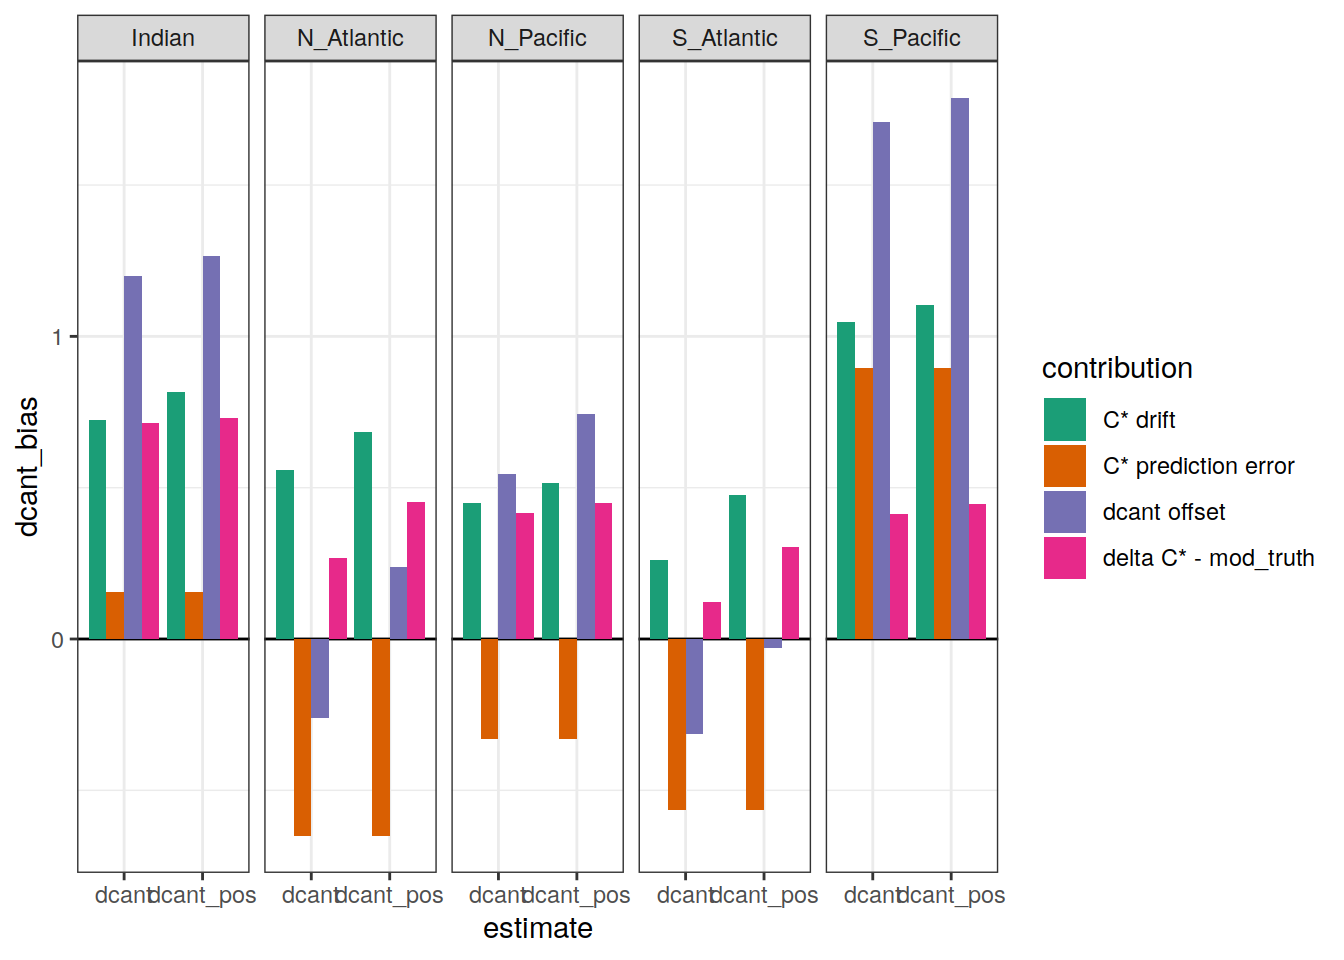 Indian N_Atlantic N_Pacific S_Atlantic S_Pacific
1
0
dcant_bias
dcant dcant_pos dcant dcant_pos dcant dcant_pos dcant dcant_pos dcant dcant_pos
estimate
contribution
C* drift
C* prediction error
dcant offset
delta C* - mod_truth